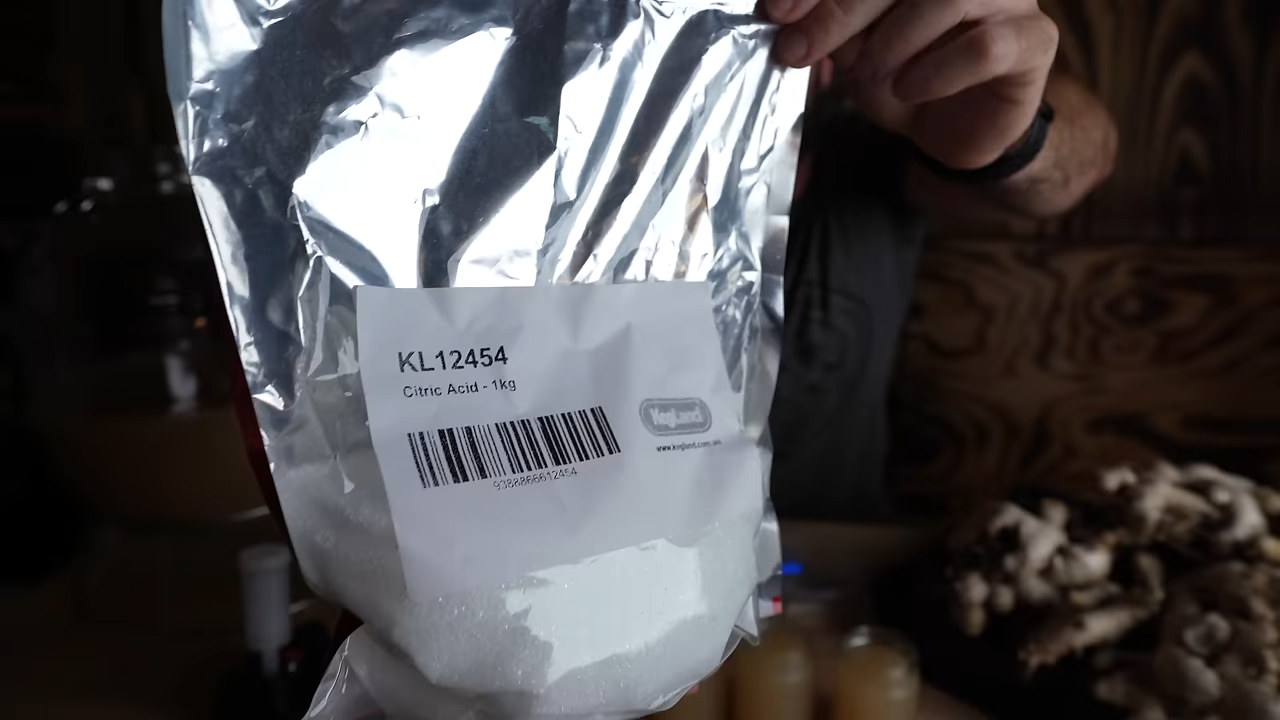 KL12454
Citric Acid - 1kg
9388866612454
KegLand
www.kegland.com.au